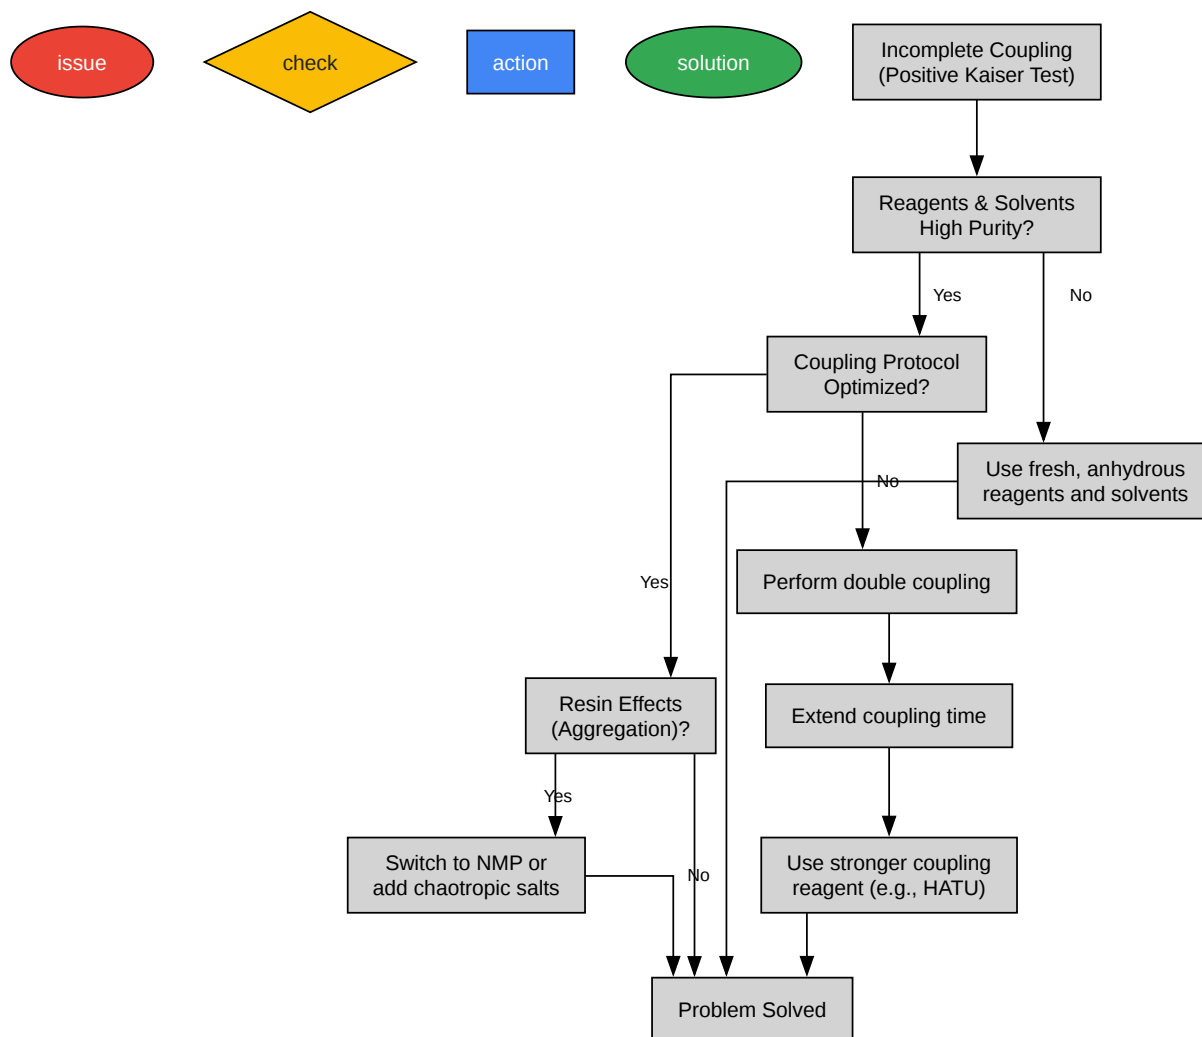 issue
check
action
solution
Incomplete Coupling
(Positive Kaiser Test)
Reagents & Solvents
High Purity?
Yes
No
Coupling Protocol
Optimized?
Use fresh, anhydrous
reagents and solvents
No
Perform double coupling
Yes
Resin Effects
(Aggregation)?
Extend coupling time
Yes
Switch to NMP or
add chaotropic salts
No
Use stronger coupling
reagent (e.g., HATU)
Problem Solved